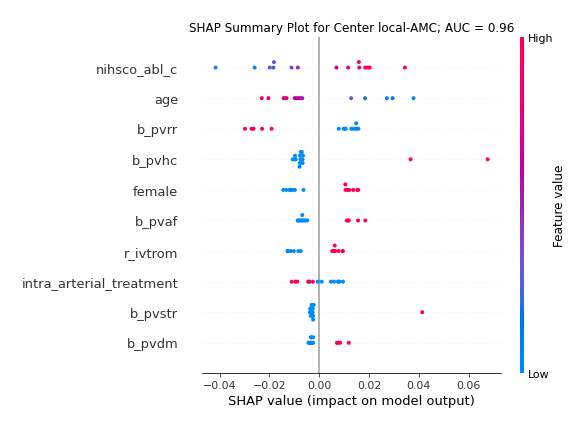 SHAP Summary Plot for Center local-AMC; AUC = 0.96
High
nihsco_abl_c
age
b_pvrr
b_pvhc
female
b_pvaf
r_ivtrom
intra_arterial_treatment
b_pvstr
b_pvdm
Feature value
Low
−0.04 −0.02 0.00 0.02 0.04 0.06
SHAP value (impact on model output)